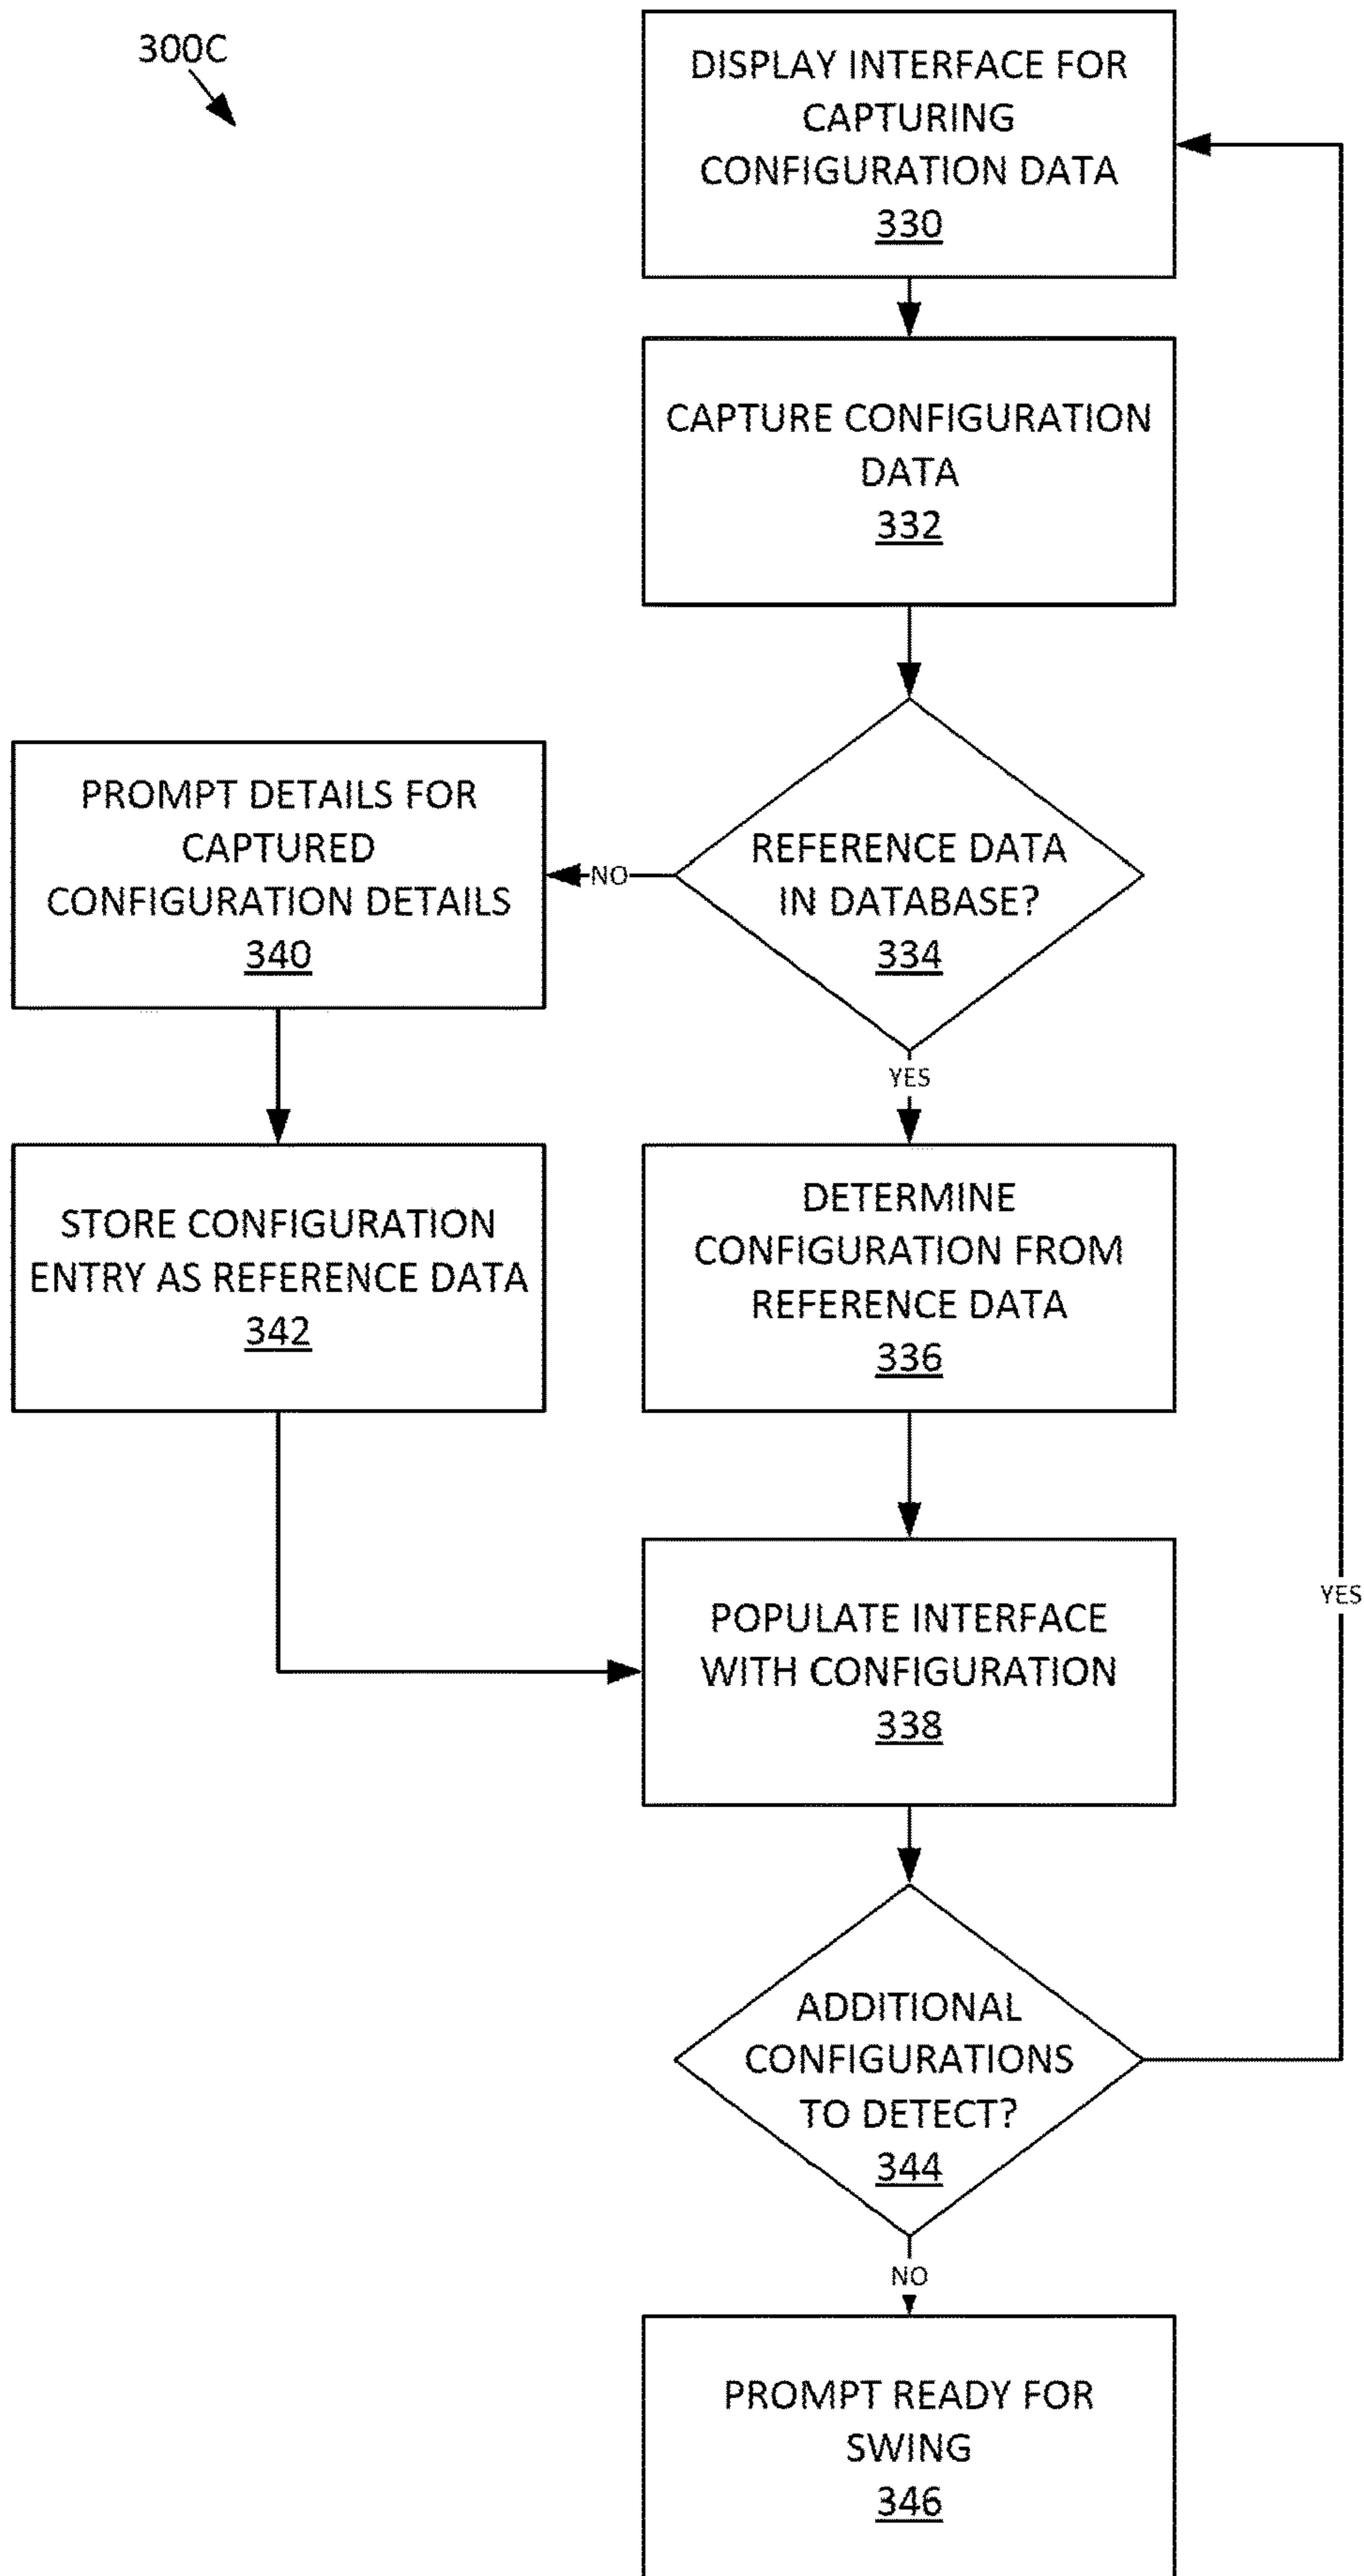 300C
DISPLAY INTERFACE FOR
CAPTURING
CONFIGURATION DATA
330
CAPTURE CONFIGURATION
DATA
332
REFERENCE DATA
IN DATABASE?
334
NO
PROMPT DETAILS FOR
CAPTURED
CONFIGURATION DETAILS
340
YES
STORE CONFIGURATION
ENTRY AS REFERENCE DATA
342
DETERMINE
CONFIGURATION FROM
REFERENCE DATA
336
POPULATE INTERFACE
WITH CONFIGURATION
338
YES
ADDITIONAL
CONFIGURATIONS
TO DETECT?
344
NO
PROMPT READY FOR
SWING
346